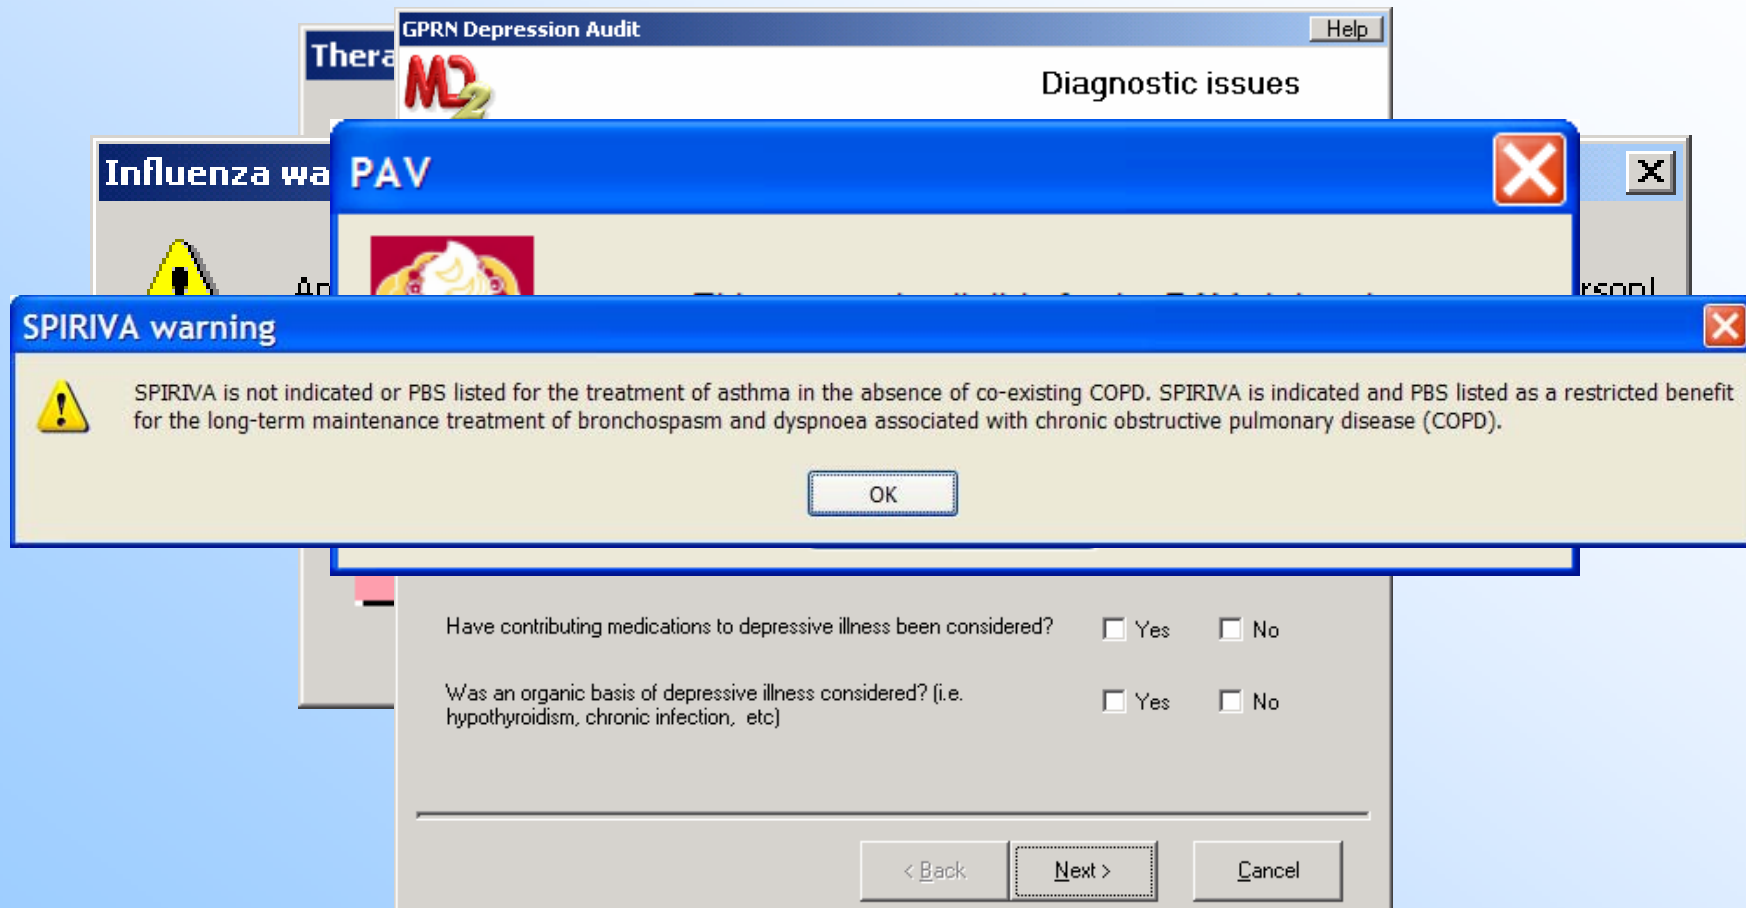 GPRN Depression Audit
Help
Thera
MD2
Diagnostic issues
Influenza wa
PAV
SPIRIVA warning
SPIRIVA is not indicated or PBS listed for the treatment of asthma in the absence of co-existing COPD. SPIRIVA is indicated and PBS listed as a restricted benefit
for the long-term maintenance treatment of bronchospasm and dyspnoea associated with chronic obstructive pulmonary disease (COPD).
OK
Have contributing medications to depressive illness been considered?
Yes
No
Was an organic basis of depressive illness considered? (i.e.
hypothyroidism, chronic infection, etc)
Yes
No
< Back
Next >
Cancel